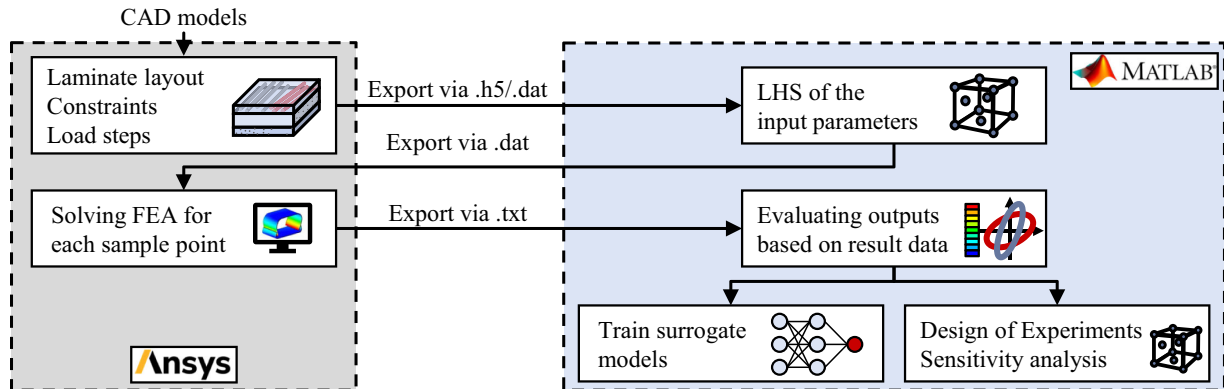 CAD models
Laminate layout
Constraints
Load steps
Export via .h5/.dat
LHS of the
input parameters
MATLAB®
Export via .dat
Solving FEA for
each sample point
Export via .txt
Evaluating outputs
based on result data
Train surrogate
models
Design of Experiments
Sensitivity analysis
Ansys